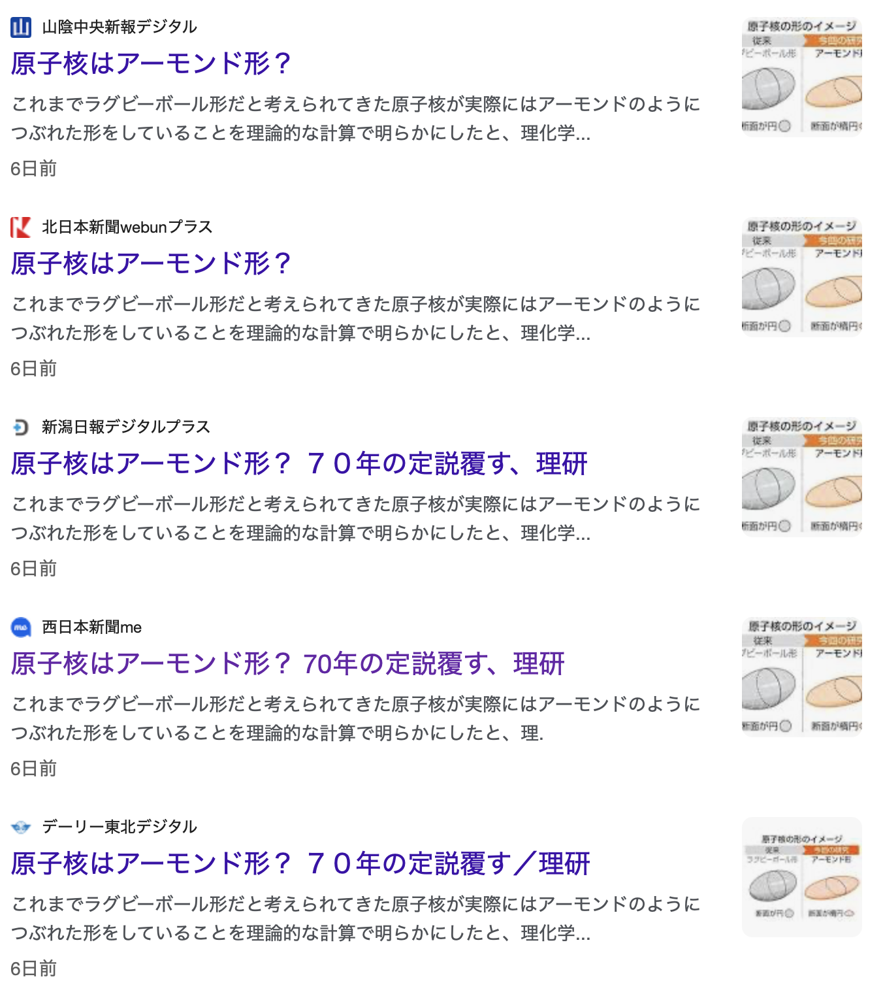 山陰中央新報デジタル
原子核はアーモンド形？
これまでラグビーボール形だと考えられてきた原子核が実際にはアーモンドのように
つぶれた形をしていることを理論的な計算で明らかにしたと、理化学...
6日前
原子核の形のイメージ
従来 今回の研究
ラグビーボール形 アーモンド形
断面が円 断面が楕円
北日本新聞webunプラス
原子核はアーモンド形？
これまでラグビーボール形だと考えられてきた原子核が実際にはアーモンドのように
つぶれた形をしていることを理論的な計算で明らかにしたと、理化学...
6日前
原子核の形のイメージ
従来 今回の研究
ラグビーボール形 アーモンド形
断面が円 断面が楕円
新潟日報デジタルプラス
原子核はアーモンド形？ ７０年の定説覆す、理研
これまでラグビーボール形だと考えられてきた原子核が実際にはアーモンドのように
つぶれた形をしていることを理論的な計算で明らかにしたと、理化学...
6日前
原子核の形のイメージ
従来 今回の研究
ラグビーボール形 アーモンド形
断面が円 断面が楕円
me
西日本新聞me
原子核はアーモンド形？ 70年の定説覆す、理研
これまでラグビーボール形だと考えられてきた原子核が実際にはアーモンドのように
つぶれた形をしていることを理論的な計算で明らかにしたと、理.
6日前
原子核の形のイメージ
従来 今回の研究
ラグビーボール形 アーモンド形
断面が円 断面が楕円
デーリー東北デジタル
原子核はアーモンド形？ ７０年の定説覆す／理研
これまでラグビーボール形だと考えられてきた原子核が実際にはアーモンドのように
つぶれた形をしていることを理論的な計算で明らかにしたと、理化学...
6日前
原子核の形のイメージ
従来 今回の研究
ラグビーボール形 アーモンド形
断面が円 断面が楕円